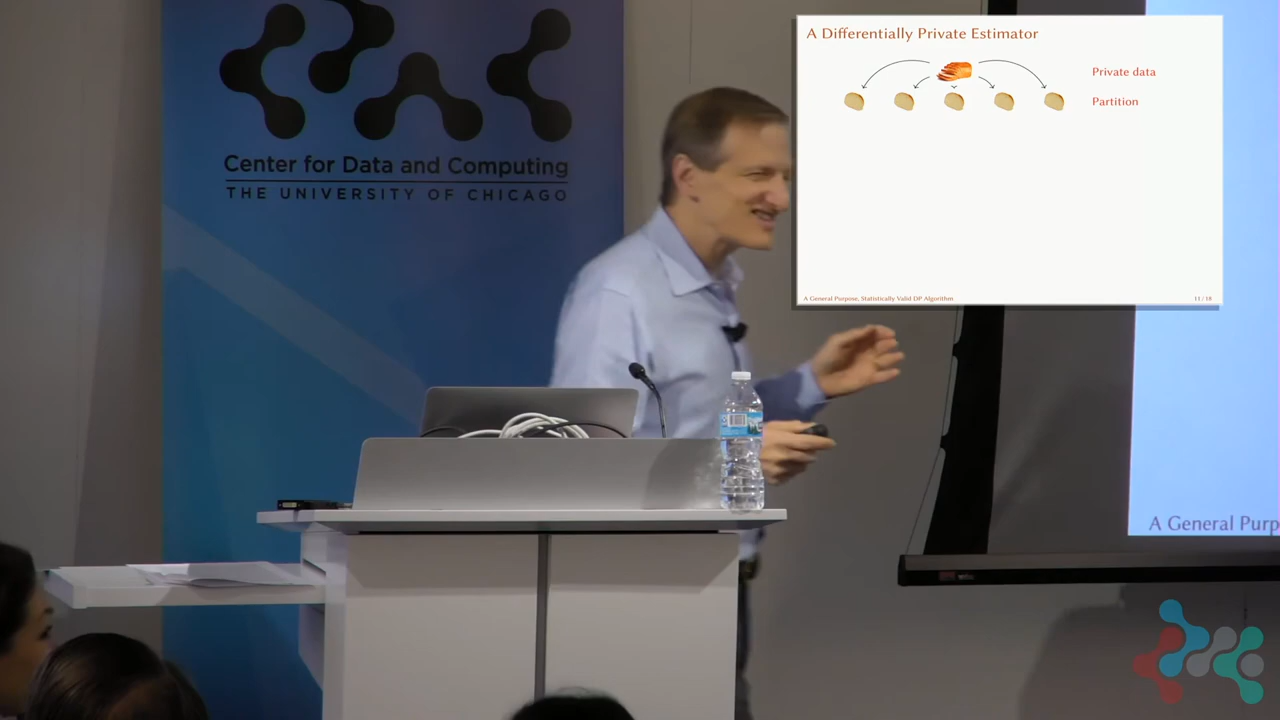 Center for Data and Computing
THE UNIVERSITY OF CHICAGO
A Differentially Private Estimator
Private data
Partition
A General Purpose, Statistically Valid DP Algorithm
11 / 18
A General Purp